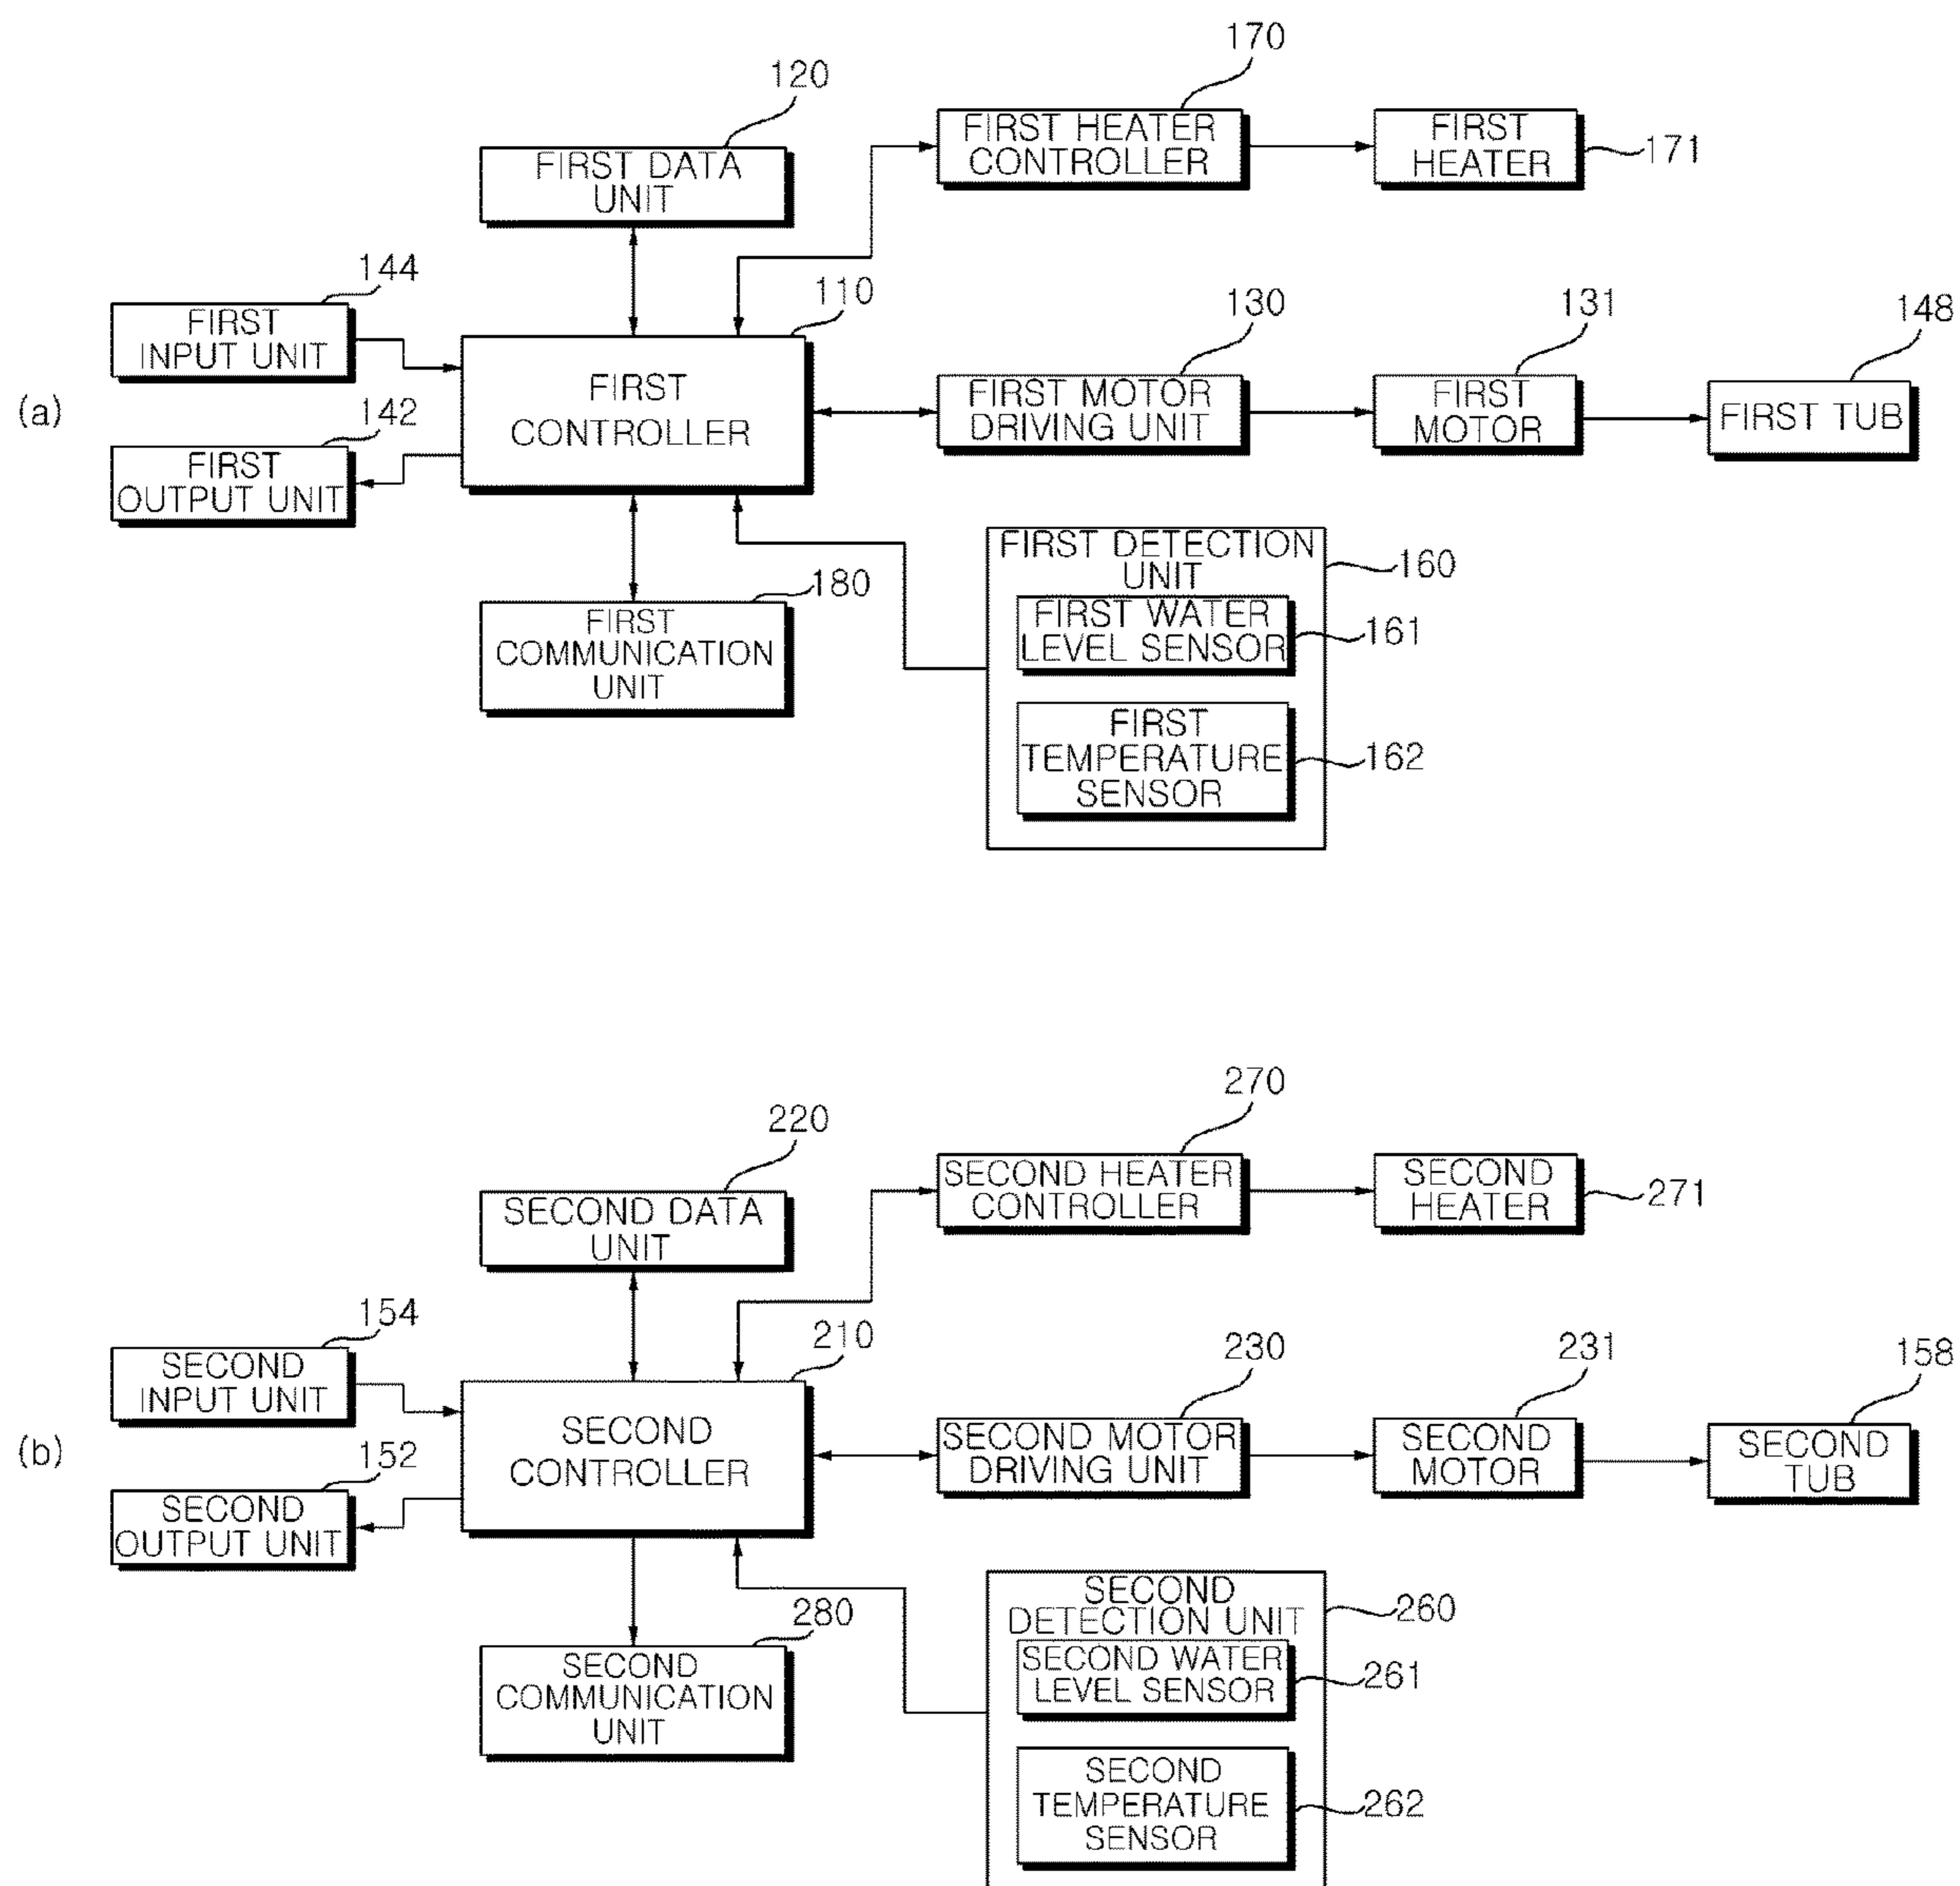 170
120
FIRST HEATER
CONTROLLER
FIRST
HEATER
171
FIRST DATA
UNIT
144
110
130
131
148
FIRST
INPUT UNIT
(a)
142
FIRST
CONTROLLER
FIRST MOTOR
DRIVING UNIT
FIRST
MOTOR
FIRST TUB
FIRST
OUTPUT UNIT
180
FIRST
COMMUNICATION
UNIT
FIRST DETECTION
UNIT
160
FIRST WATER
LEVEL SENSOR
161
FIRST
TEMPERATURE
SENSOR
162
270
220
SECOND HEATER
CONTROLLER
SECOND
HEATER
271
SECOND DATA
UNIT
154
210
230
231
158
SECOND
INPUT UNIT
(b)
152
SECOND
CONTROLLER
SECOND MOTOR
DRIVING UNIT
SECOND
MOTOR
SECOND
TUB
SECOND
OUTPUT UNIT
280
SECOND
COMMUNICATION
UNIT
SECOND
DETECTION UNIT
260
SECOND WATER
LEVEL SENSOR
261
SECOND
TEMPERATURE
SENSOR
262